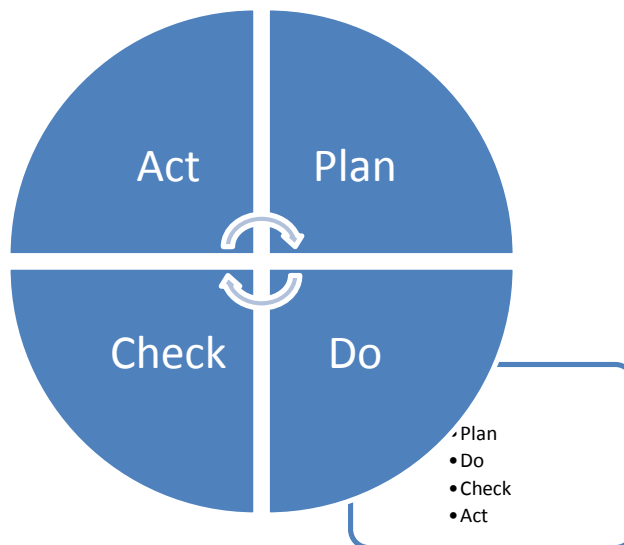 Act Plan
Check Do
• Plan
• Do
• Check
• Act